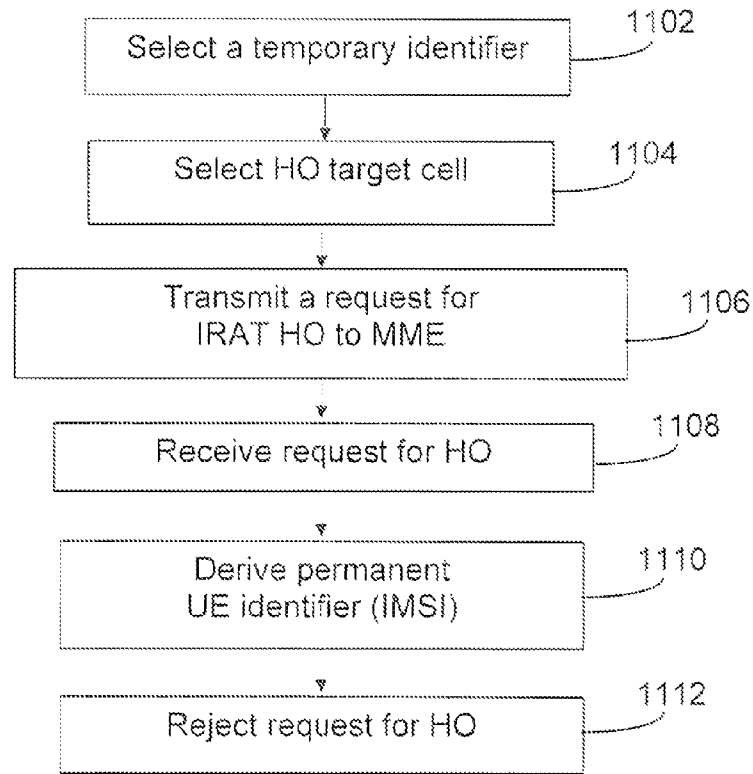 1102
Select a temporary identifier
1104
Select HO target cell
1106
Transmit a request for
IRAT HO to MME
1108
Receive request for HO
1110
Derive permanent
UE identifier (IMSI)
1112
Reject request for HO